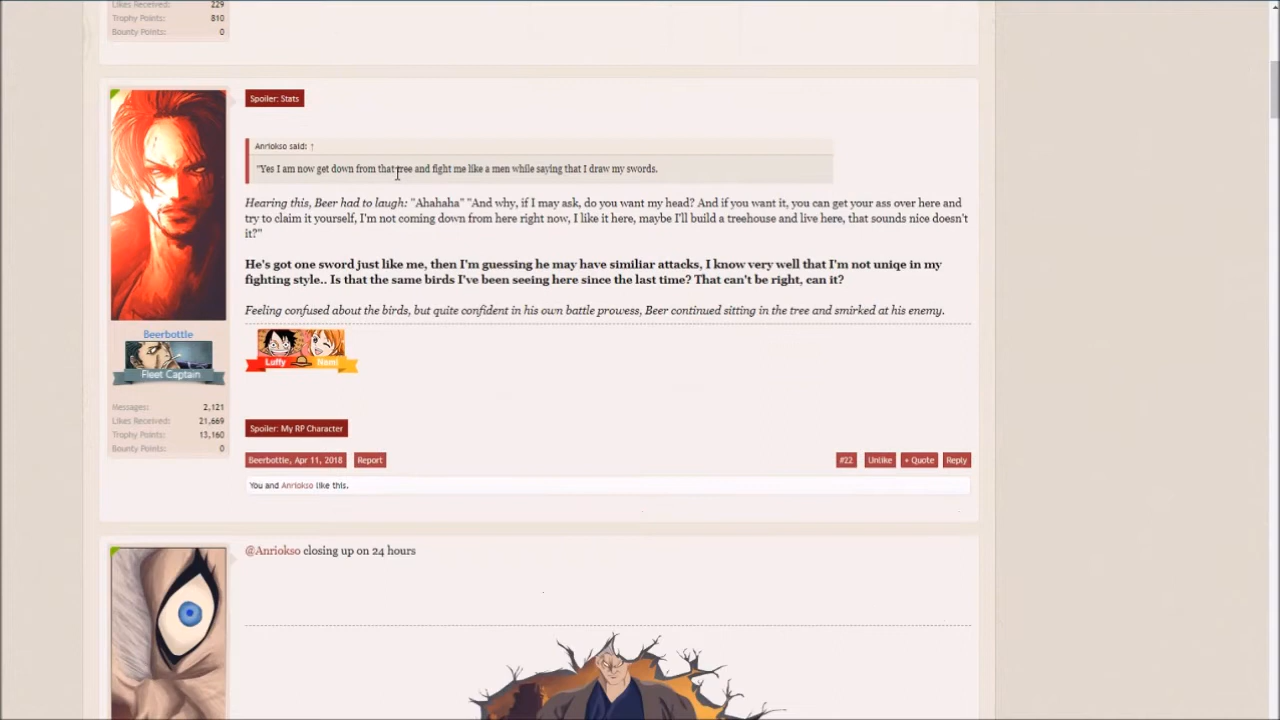 Likes Received: 229
Trophy Points: 810
Bounty Points: 0
Spoiler: Stats
Anriokso said: ↑
"Yes I am now get down from that tree and fight me like a men while saying that I draw my swords.
Hearing this, Beer had to laugh: "Ahahaha" "And why, if I may ask, do you want my head? And if you want it, you can get your ass over here and
try to claim it yourself, I'm not coming down from here right now, I like it here, maybe I'll build a treehouse and live here, that sounds nice doesn't
it?"
He's got one sword just like me, then I'm guessing he may have similiar attacks, I know very well that I'm not uniqe in my
fighting style.. Is that the same birds I've been seeing here since the last time? That can't be right, can it?
Feeling confused about the birds, but quite confident in his own battle prowess, Beer continued sitting in the tree and smirked at his enemy.
Luffy Nami
Beerbottle
Fleet Captain
Messages: 2,121
Likes Received: 21,669
Trophy Points: 13,160
Bounty Points: 0
Spoiler: My RP Character
Beerbottle, Apr 11, 2018 Report #22 Unlike + Quote Reply
You and Anriokso like this.
@Anriokso closing up on 24 hours